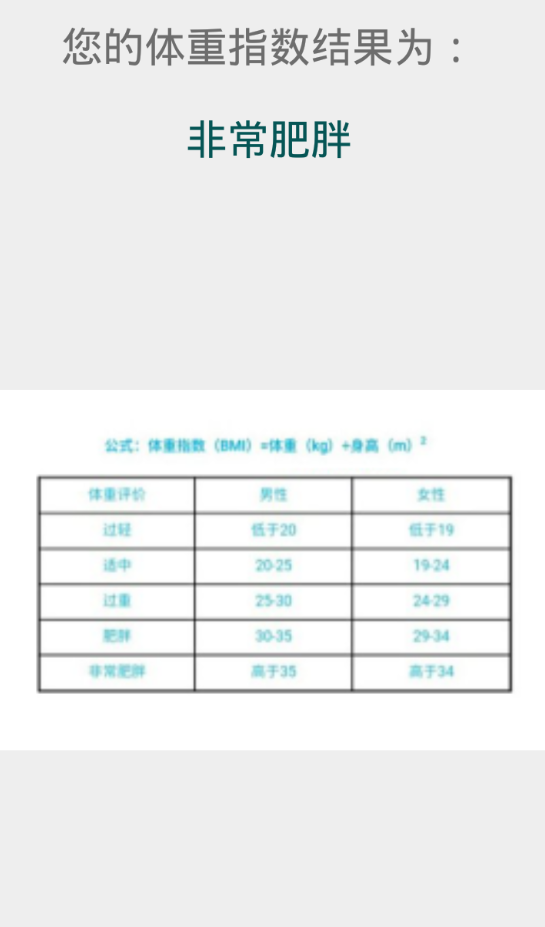 您的体重指数结果为：
非常肥胖
公式：体重指数（BMI）=体重（kg）÷身高（m）²
体重评价 男性 女性
过轻 低于20 低于19
适中 20-25 19-24
过重 25-30 24-29
肥胖 30-35 29-34
非常肥胖 高于35 高于34